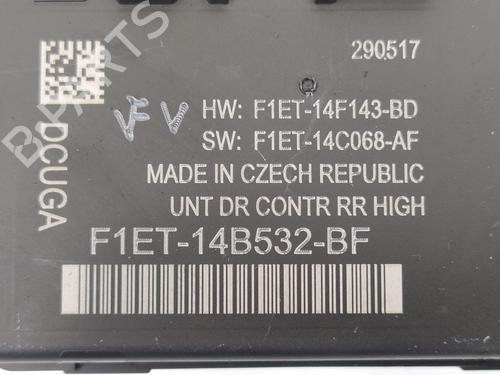 290517
HW: F1ET-14F143-BD
SW: F1ET-14C068-AF
MADE IN CZECH REPUBLIC
UNT DR CONTR RR HIGH
F1ET-14B532-BF
DCUGA
B-PARTS